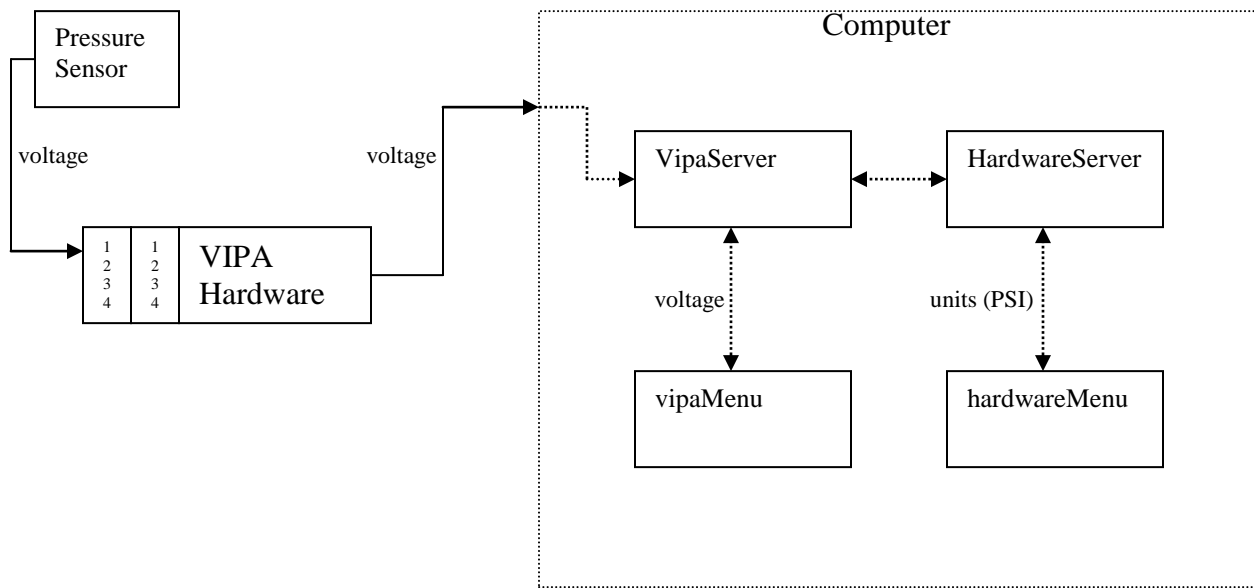 Computer
Pressure
Sensor
voltage
voltage
VipaServer
HardwareServer
1
2
3
4
1
2
3
4
VIPA
Hardware
voltage
units (PSI)
vipaMenu
hardwareMenu